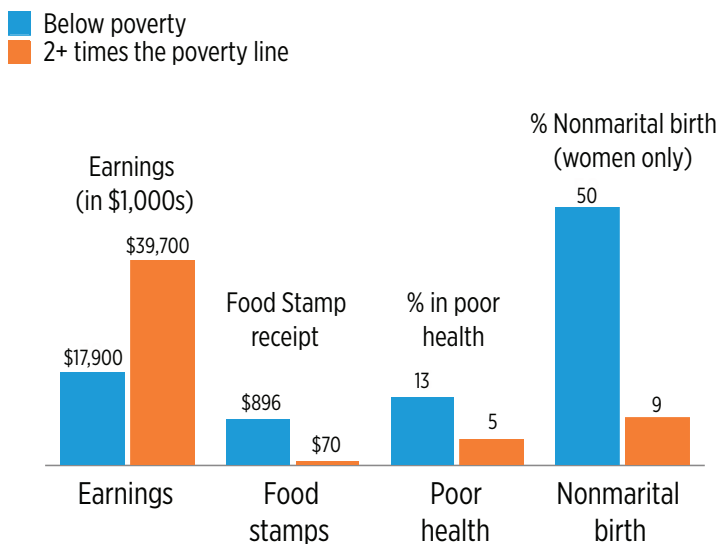 Below poverty
2+ times the poverty line
% Nonmarital birth
(women only)
Earnings
(in $1,000s)
50
$39,700
Food Stamp
receipt
% in poor
health
$17,900
13
$896
9
5
$70
Earnings
Food
stamps
Poor
health
Nonmarital
birth